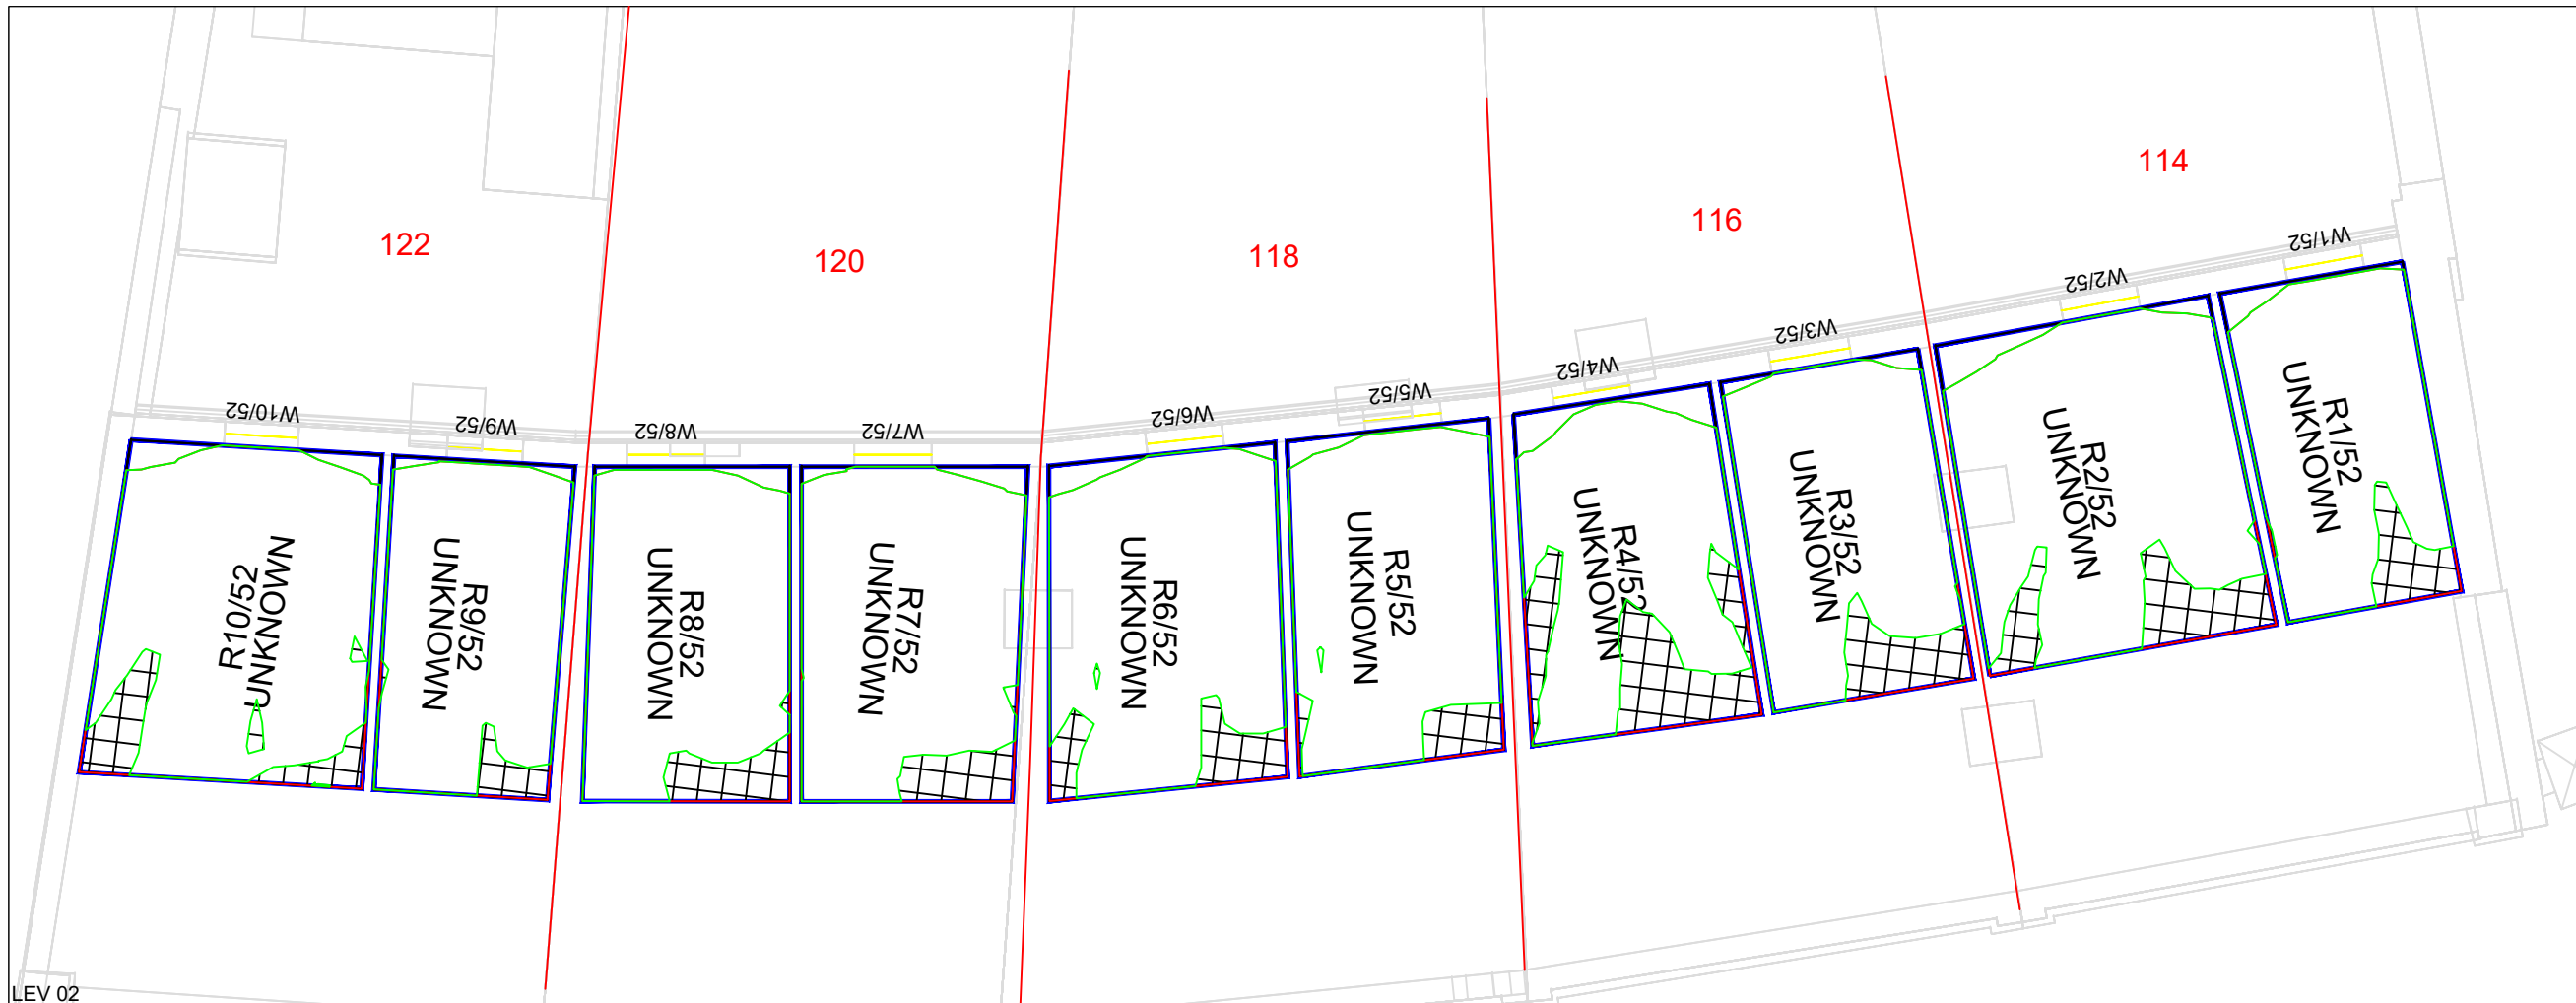 114
116
118
120
122
W1/52
W2/52
W3/52
W4/52
W5/52
W6/52
W7/52
W8/52
W9/52
W10/52
R1/52
UNKNOWN
R2/52
UNKNOWN
R3/52
UNKNOWN
R4/52
UNKNOWN
R5/52
UNKNOWN
R6/52
UNKNOWN
R7/52
UNKNOWN
R8/52
UNKNOWN
R9/52
UNKNOWN
R10/52
UNKNOWN
LEV 02